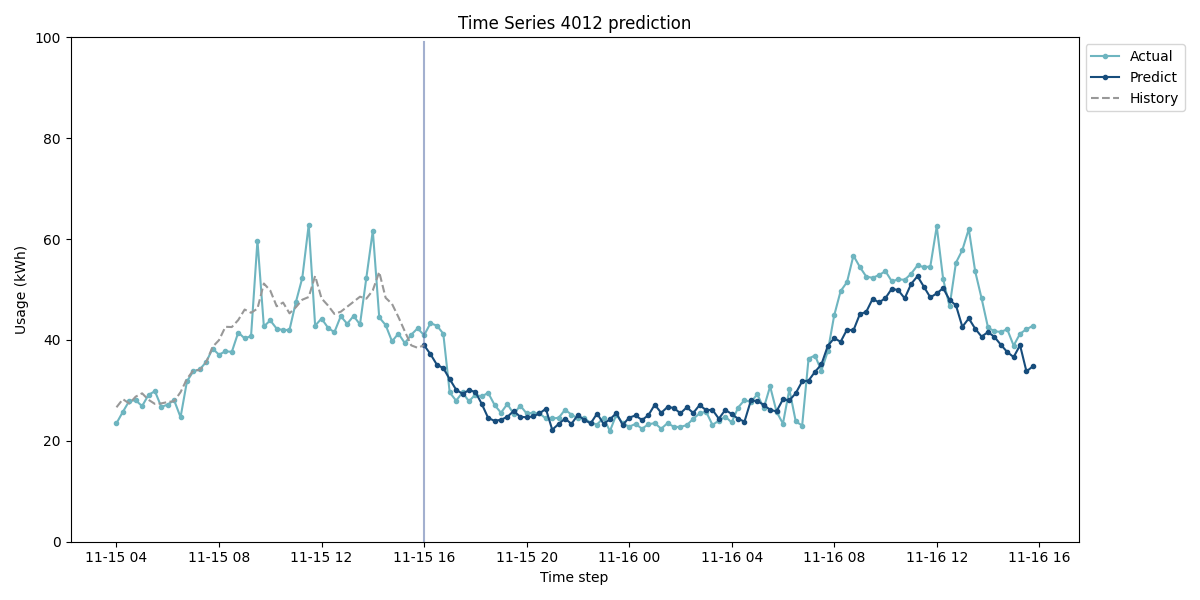 Time Series 4012 prediction
100
80
60
40
20
0
Usage (kWh)
11-15 04
11-15 08
11-15 12
11-15 16
11-15 20
11-16 00
11-16 04
11-16 08
11-16 12
11-16 16
Time step
Actual
Predict
History